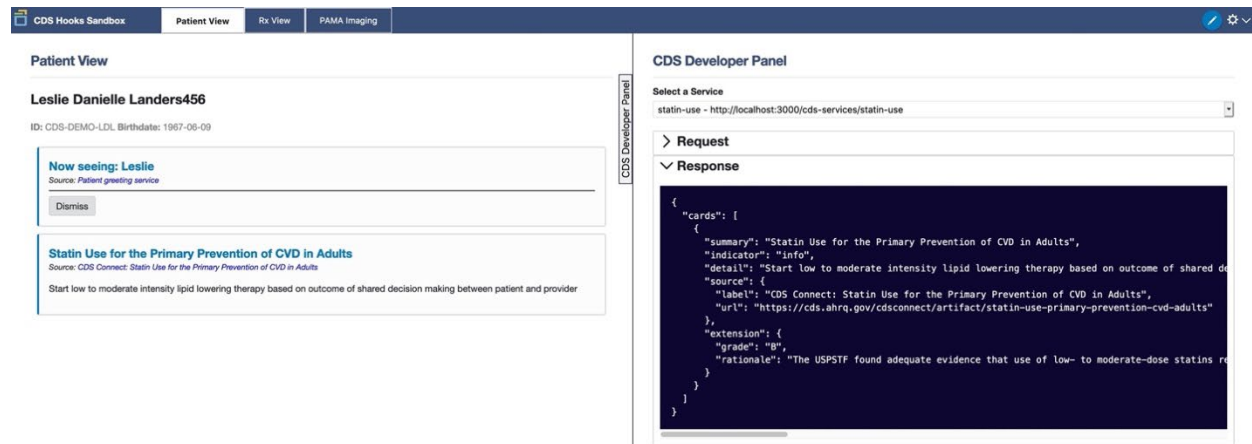 CDS Hooks Sandbox
Patient View
Rx View
PAMA Imaging
Patient View
Leslie Danielle Landers456
ID: CDS-DEMO-LDL Birthdate: 1967-06-09
Now seeing: Leslie
Source: Patient greeting service
Dismiss
Statin Use for the Primary Prevention of CVD in Adults
Source: CDS Connect: Statin Use for the Primary Prevention of CVD in Adults
Start low to moderate intensity lipid lowering therapy based on outcome of shared decision making between patient and provider
CDS Developer Panel
CDS Developer Panel
Select a Service
statin-use - http://localhost:3000/cds-services/statin-use
Request
Response
{
"cards": [
{
"summary": "Statin Use for the Primary Prevention of CVD in Adults",
"indicator": "info",
"detail": "Start low to moderate intensity lipid lowering therapy based on outcome of shared de
"source": {
"label": "CDS Connect: Statin Use for the Primary Prevention of CVD in Adults",
"url": "https://cds.ahrq.gov/cdsconnect/artifact/statin-use-primary-prevention-cvd-adults"
},
"extension": {
"grade": "B",
"rationale": "The USPSTF found adequate evidence that use of low- to moderate-dose statins re
}
}
]
}